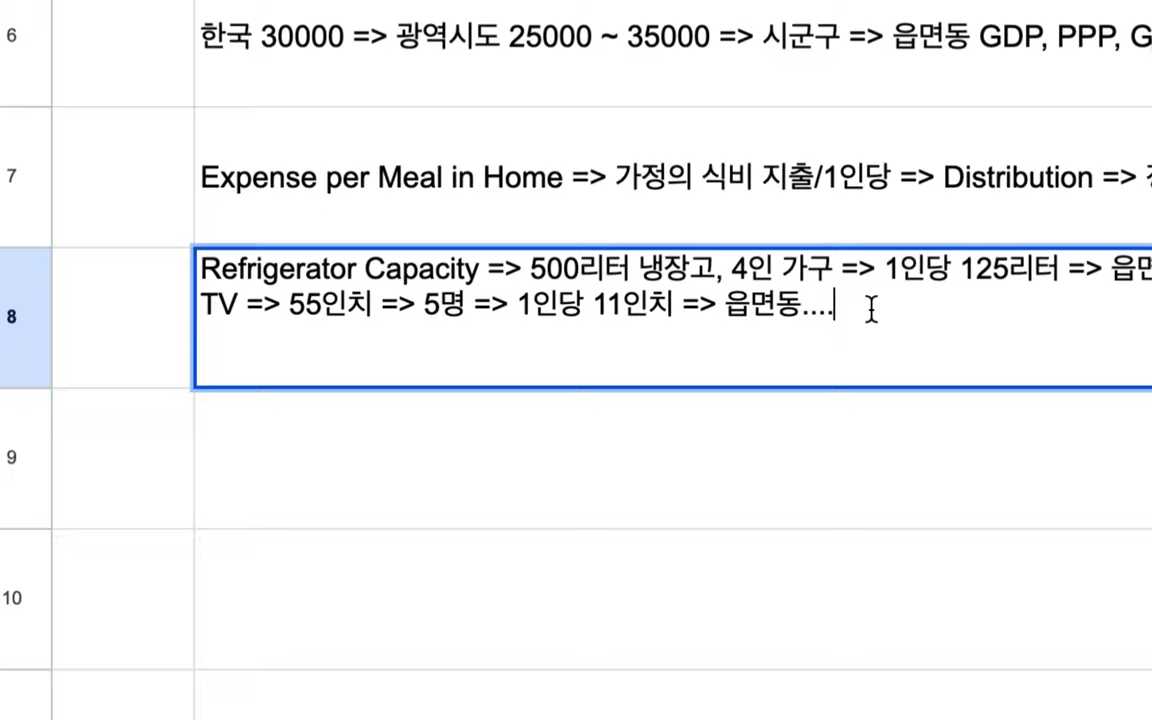 6
한국 30000 => 광역시도 25000 ~ 35000 => 시군구 => 읍면동 GDP, PPP, G
7
Expense per Meal in Home => 가정의 식비 지출/1인당 => Distribution =>
8
Refrigerator Capacity => 500리터 냉장고, 4인 가구 => 1인당 125리터 => 읍면
TV => 55인치 => 5명 => 1인당 11인치 => 읍면동....
9
10